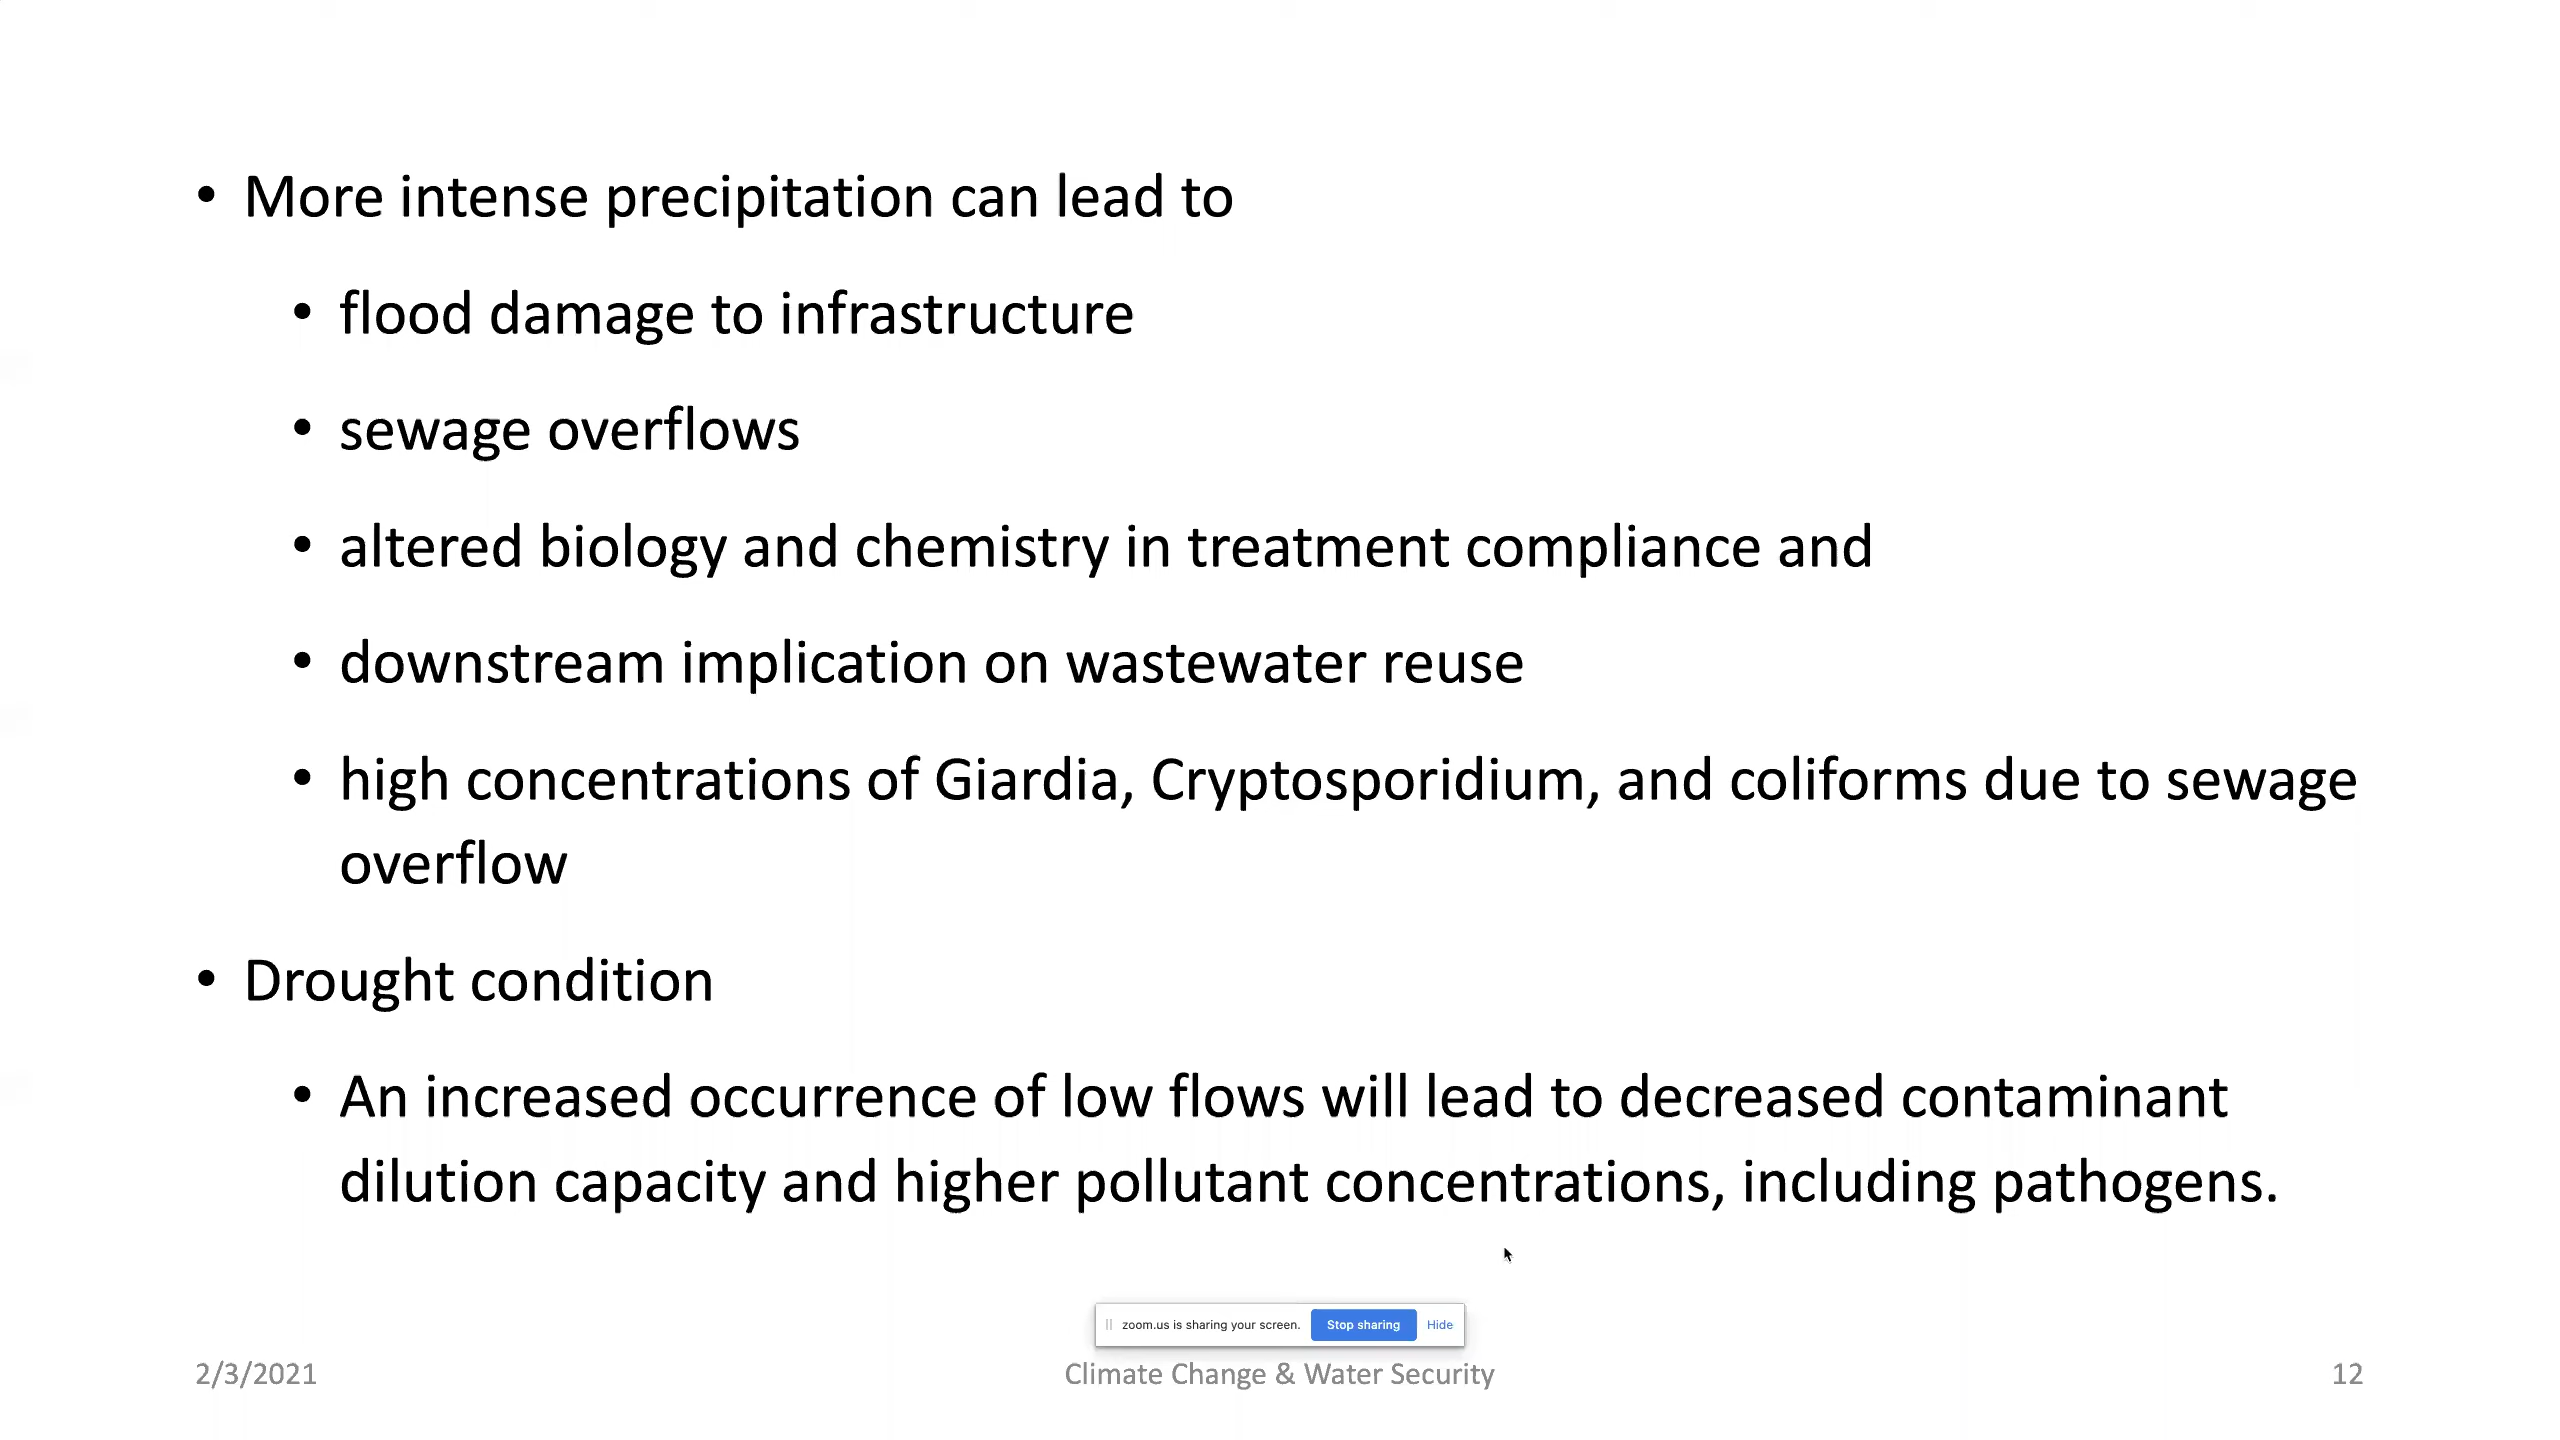 • More intense precipitation can lead to
• flood damage to infrastructure
• sewage overflows
• altered biology and chemistry in treatment compliance and
• downstream implication on wastewater reuse
• high concentrations of Giardia, Cryptosporidium, and coliforms due to sewage
overflow
• Drought condition
• An increased occurrence of low flows will lead to decreased contaminant
dilution capacity and higher pollutant concentrations, including pathogens.
zoom.us is sharing your screen. Stop sharing Hide
2/3/2021 Climate Change & Water Security 12